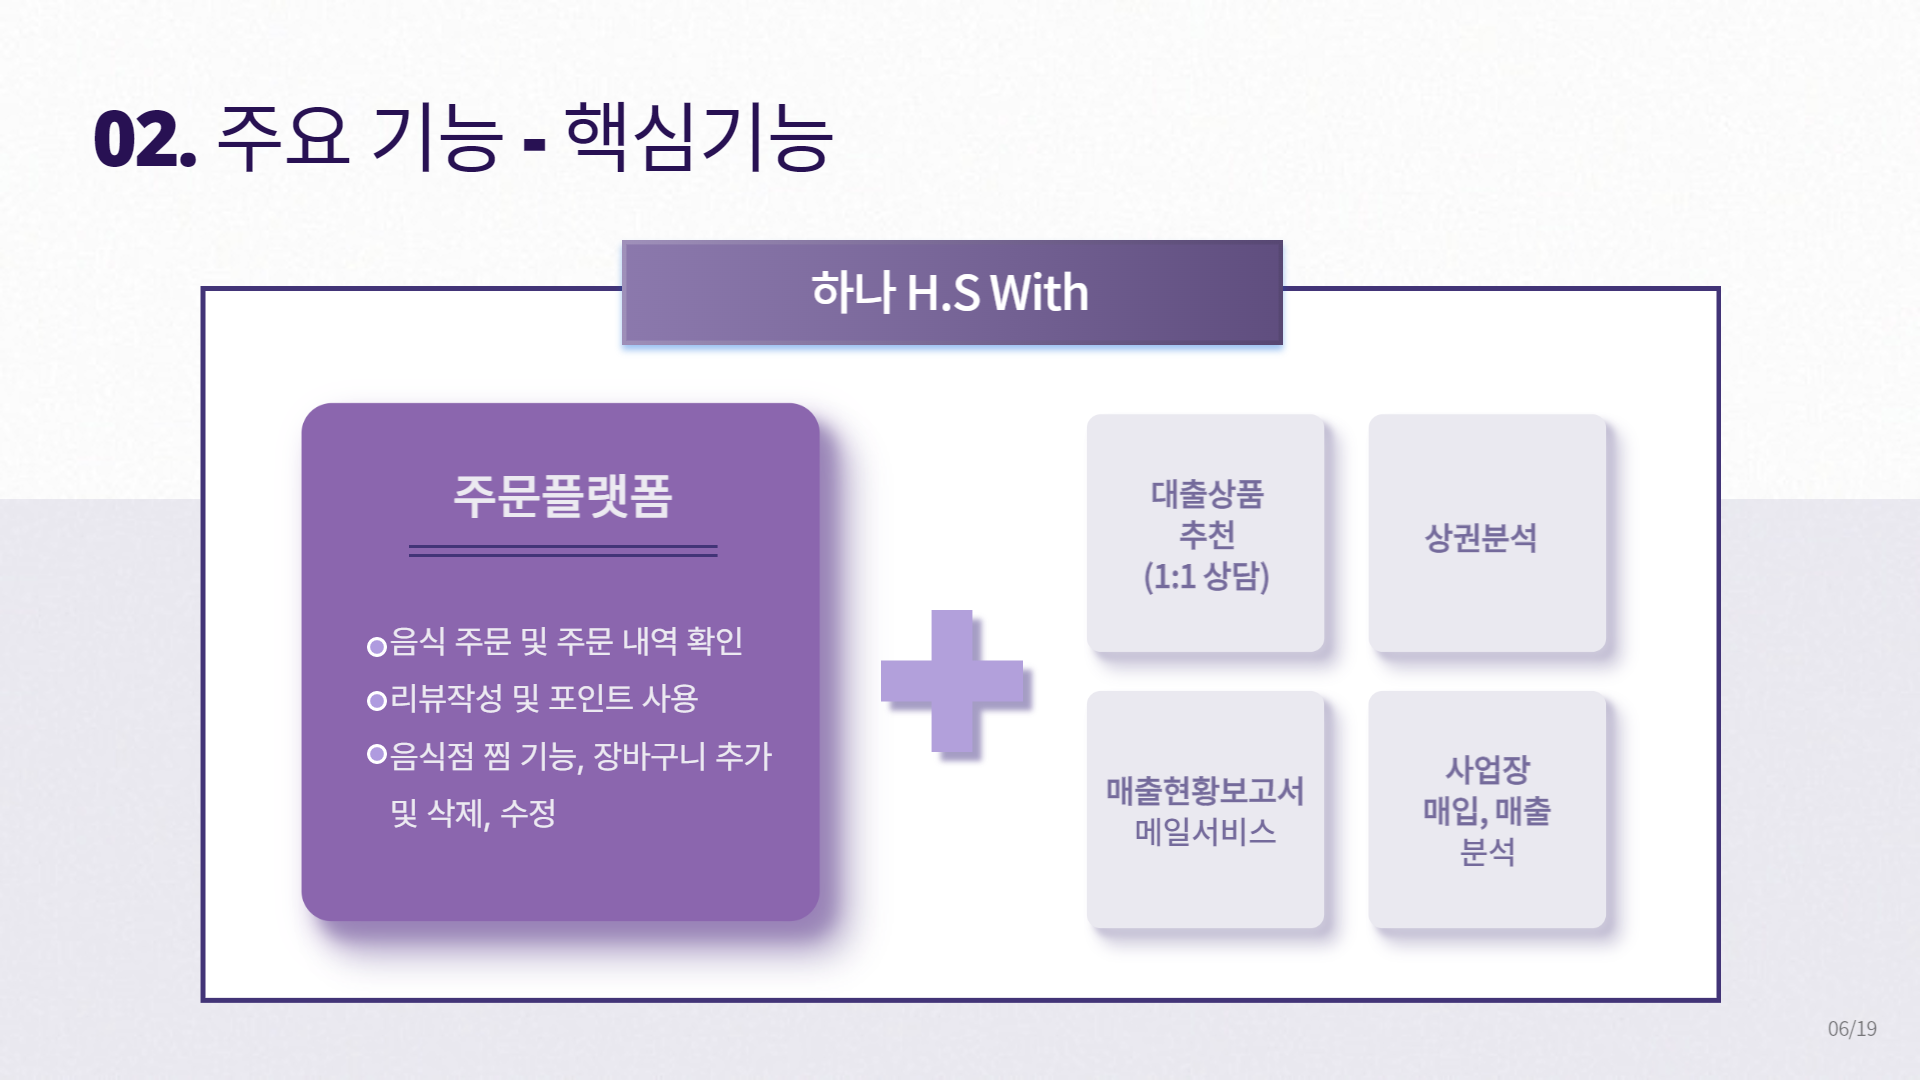 02. 주요 기능 - 핵심기능
하나 H.S With
주문플랫폼
음식 주문 및 주문 내역 확인
리뷰작성 및 포인트 사용
음식점 찜 기능, 장바구니 추가
및 삭제, 수정
대출상품
추천
(1:1 상담)
상권분석
매출현황보고서
메일서비스
사업장
매입, 매출
분석
06/19